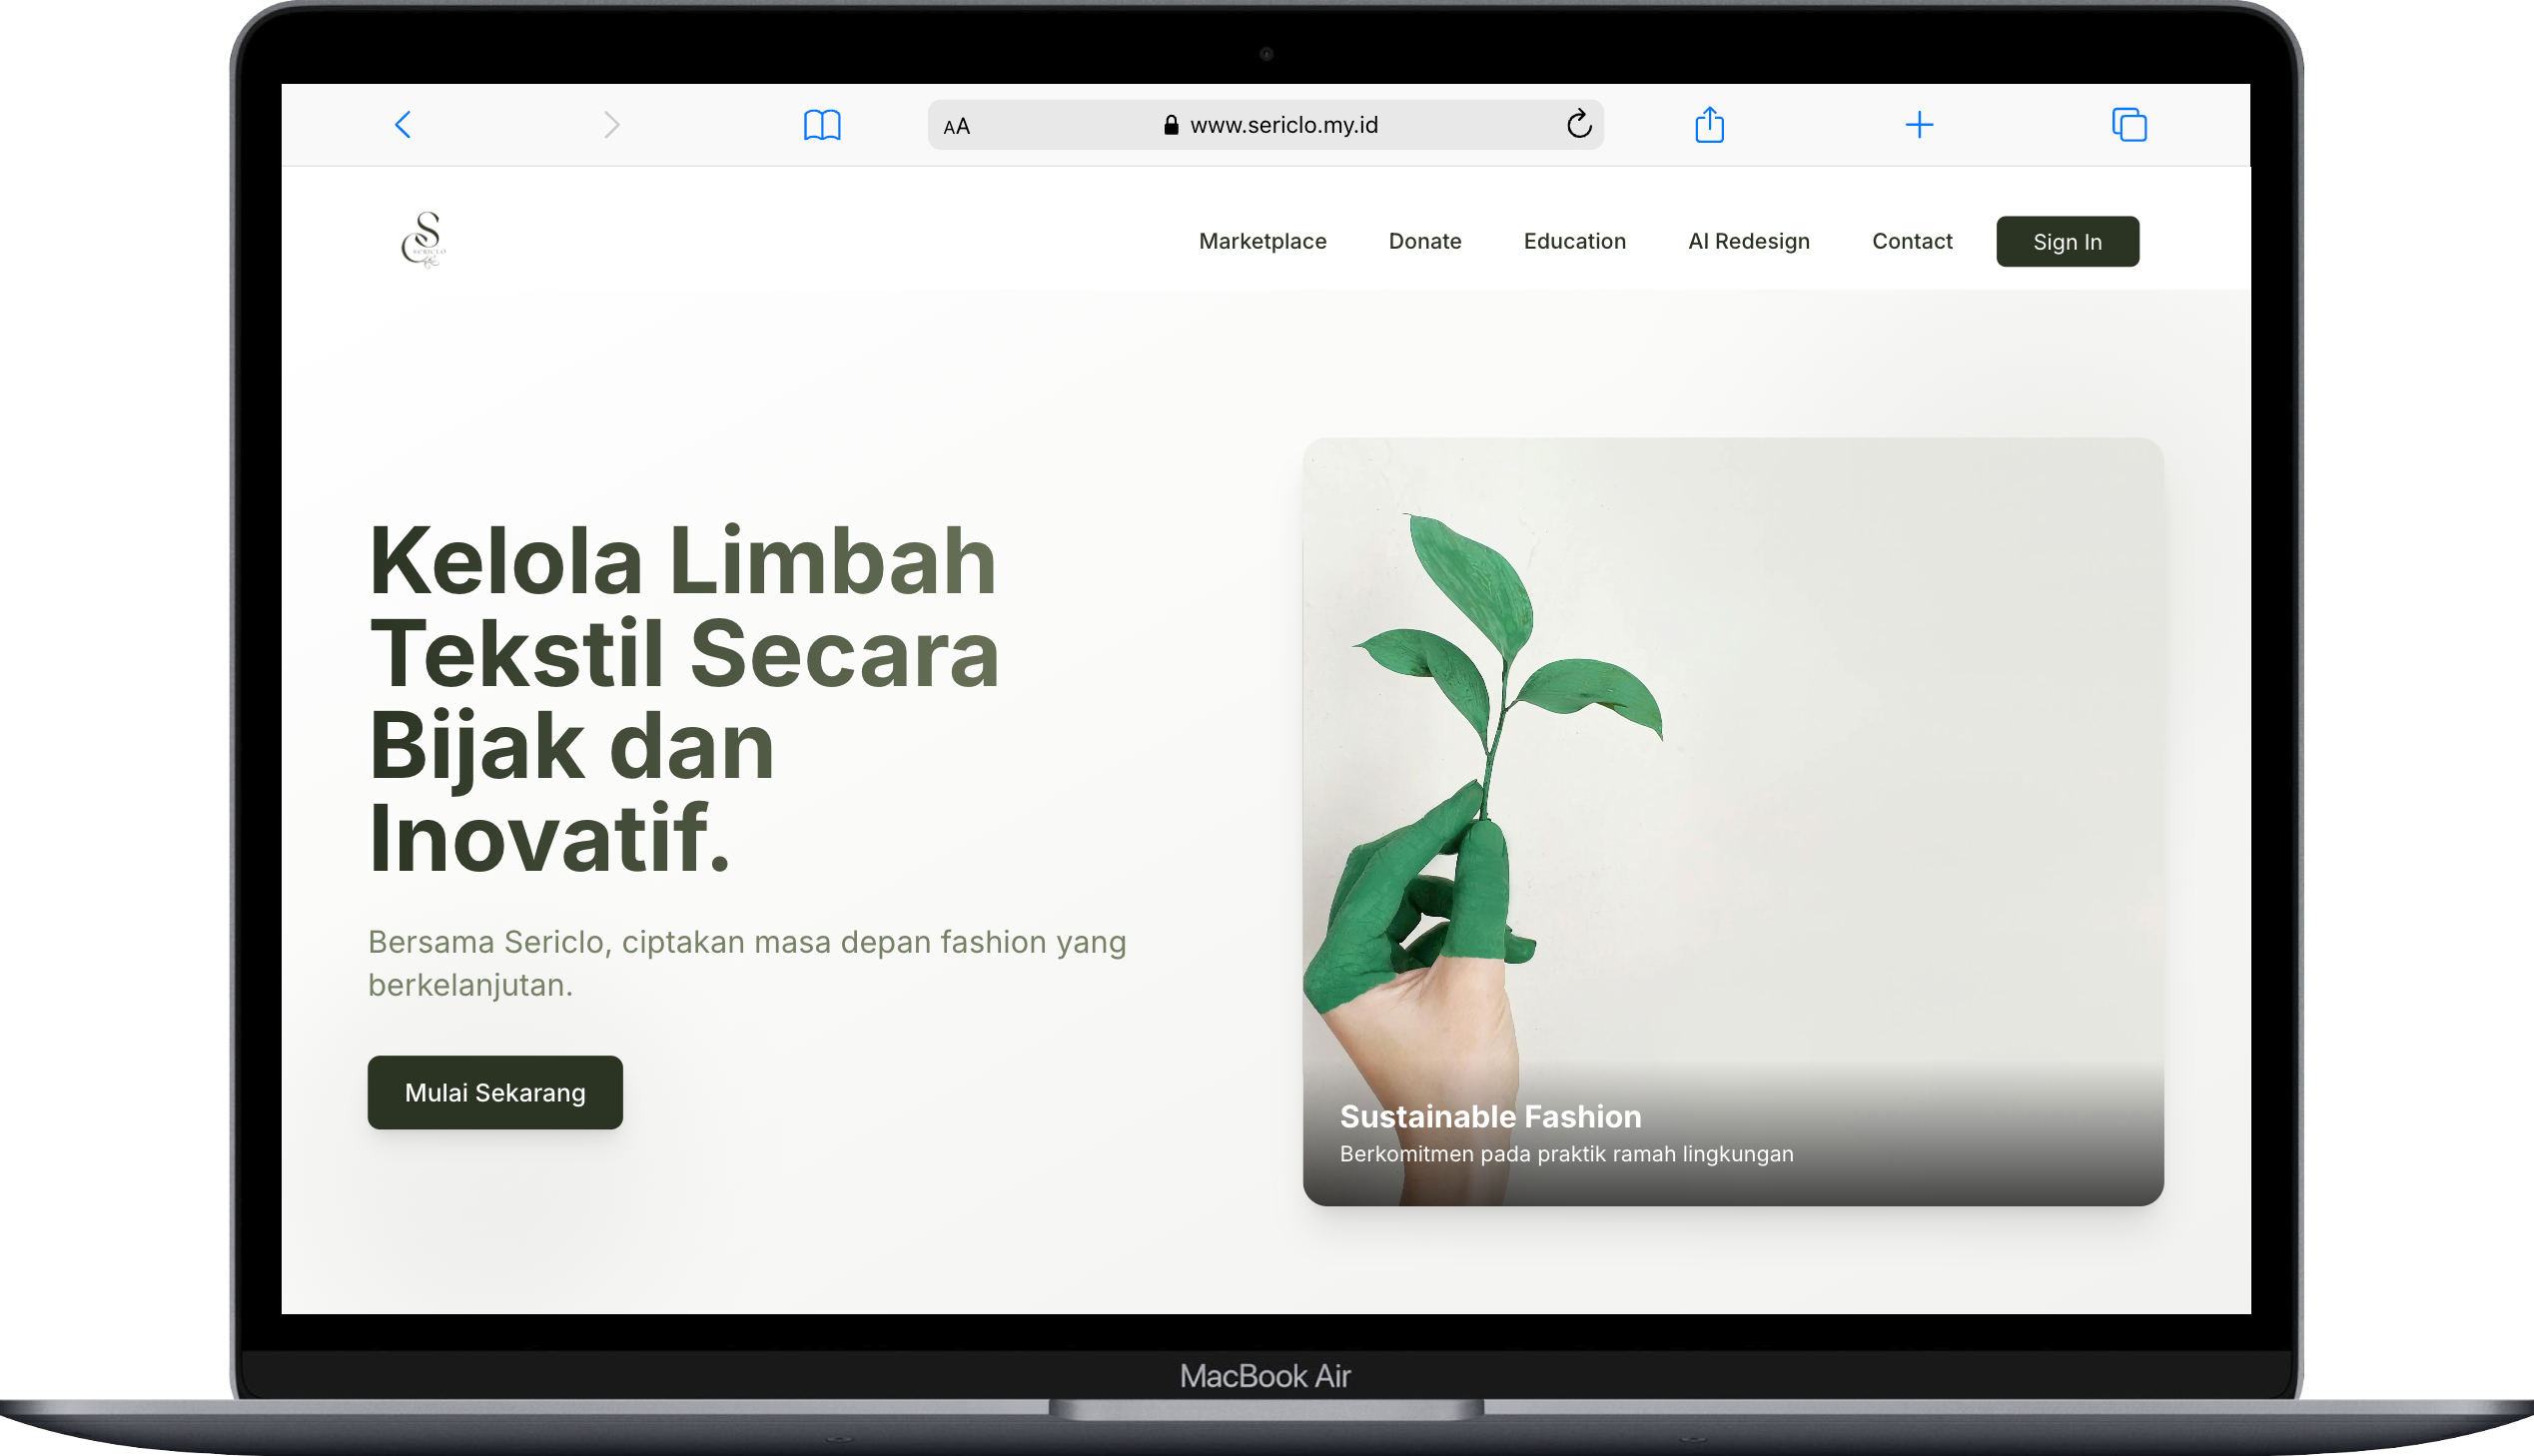 AA
www.sericlo.my.id
SERICLO
Marketplace
Donate
Education
AI Redesign
Contact
Sign In
Kelola Limbah
Tekstil Secara
Bijak dan
Inovatif.
Bersama Sericlo, ciptakan masa depan fashion yang
berkelanjutan.
Mulai Sekarang
Sustainable Fashion
Berkomitmen pada praktik ramah lingkungan
MacBook Air